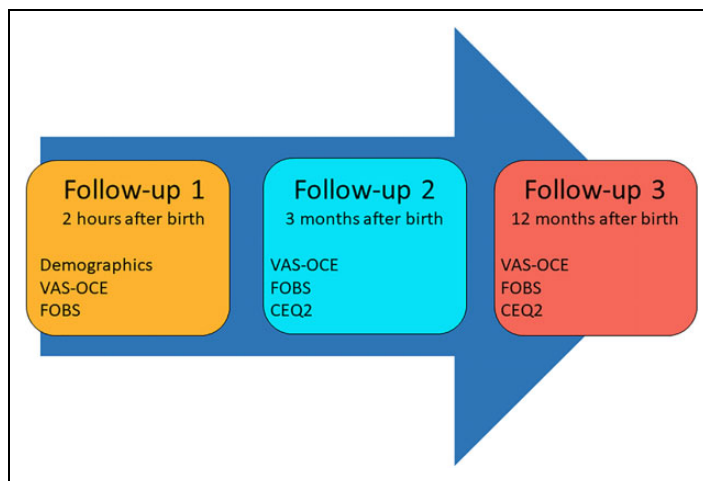 Follow-up 1
2 hours after birth
Demographics
VAS-OCE
FOBS
Follow-up 2
3 months after birth
VAS-OCE
FOBS
CEQ2
Follow-up 3
12 months after birth
VAS-OCE
FOBS
CEQ2